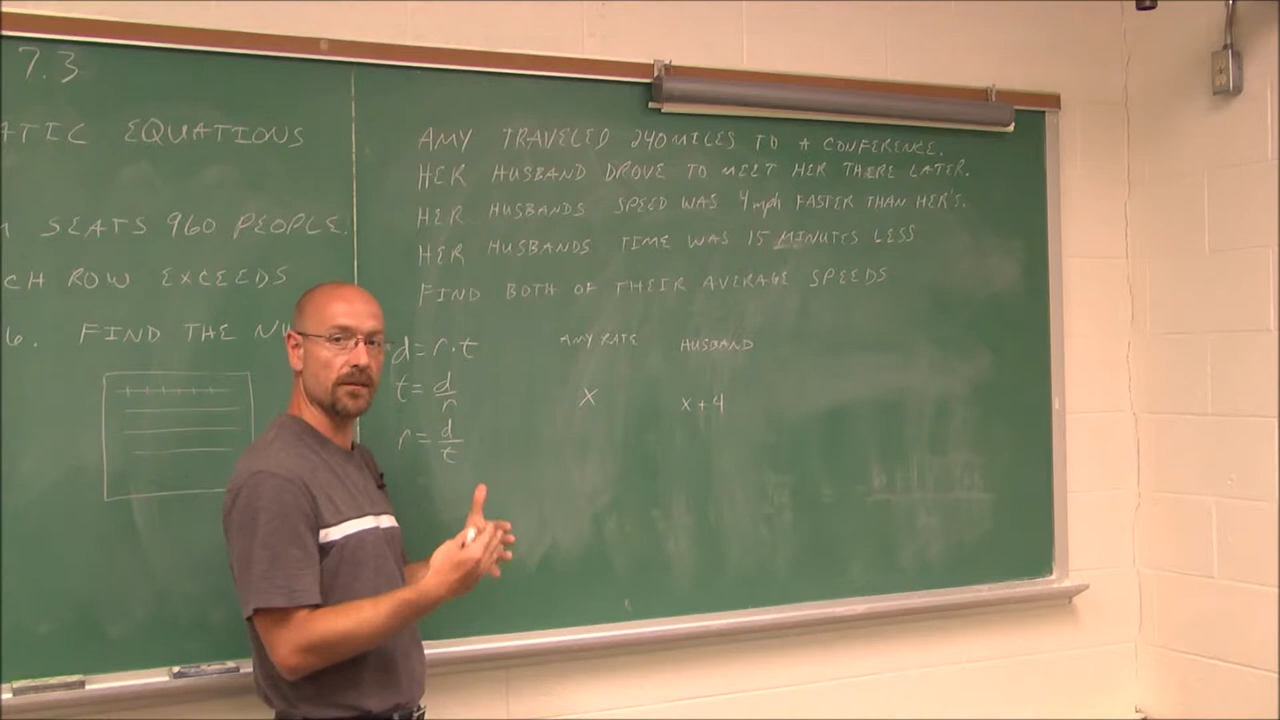 7.3
ATIC EQUATIONS
SEATS 960 PEOPLE.
CH ROW EXCEEDS
6. FIND THE NU
AMY TRAVELED 240 MILES TO A CONFERENCE.
HER HUSBAND DROVE TO MEET HER THERE LATER.
HER HUSBANDS SPEED WAS 4mph FASTER THAN HER'S.
HER HUSBANDS TIME WAS 15 MINUTES LESS
FIND BOTH OF THEIR AVERAGE SPEEDS
d = r·t
t = d/r
r = d/t
AMY RATE HUSBAND
x x+4